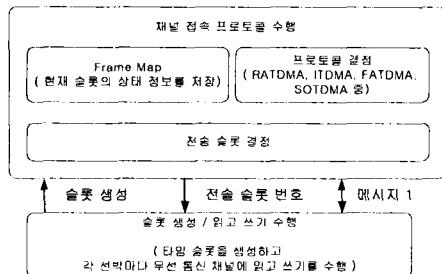 채널 접속 프로토콜 수행
Frame Map
( 현재 슬롯의 상태 정보를 저장)
프로토콜 결정
( RATDMA, ITDMA, FATDMA,
SOTDMA 중)
전송 슬롯 결정
슬롯 생성
전송 슬롯 번호
메시지 1
슬롯 생성 / 읽고 쓰기 수행
(타임 슬롯을 생성하고
각 선박마다 무선 통신 채널에 읽고 쓰기를 수행 )